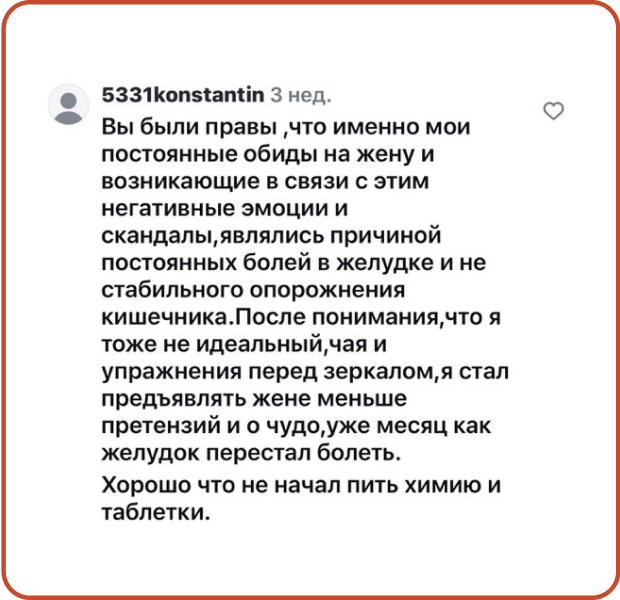 5331konstantin 3 нед.
Вы были правы ,что именно мои
постоянные обиды на жену и
возникающие в связи с этим
негативные эмоции и
скандалы,являлись причиной
постоянных болей в желудке и не
стабильного опорожнения
кишечника.После понимания,что я
тоже не идеальный,чая и
упражнения перед зеркалом,я стал
предъявлять жене меньше
претензий и о чудо,уже месяц как
желудок перестал болеть.
Хорошо что не начал пить химию и
таблетки.